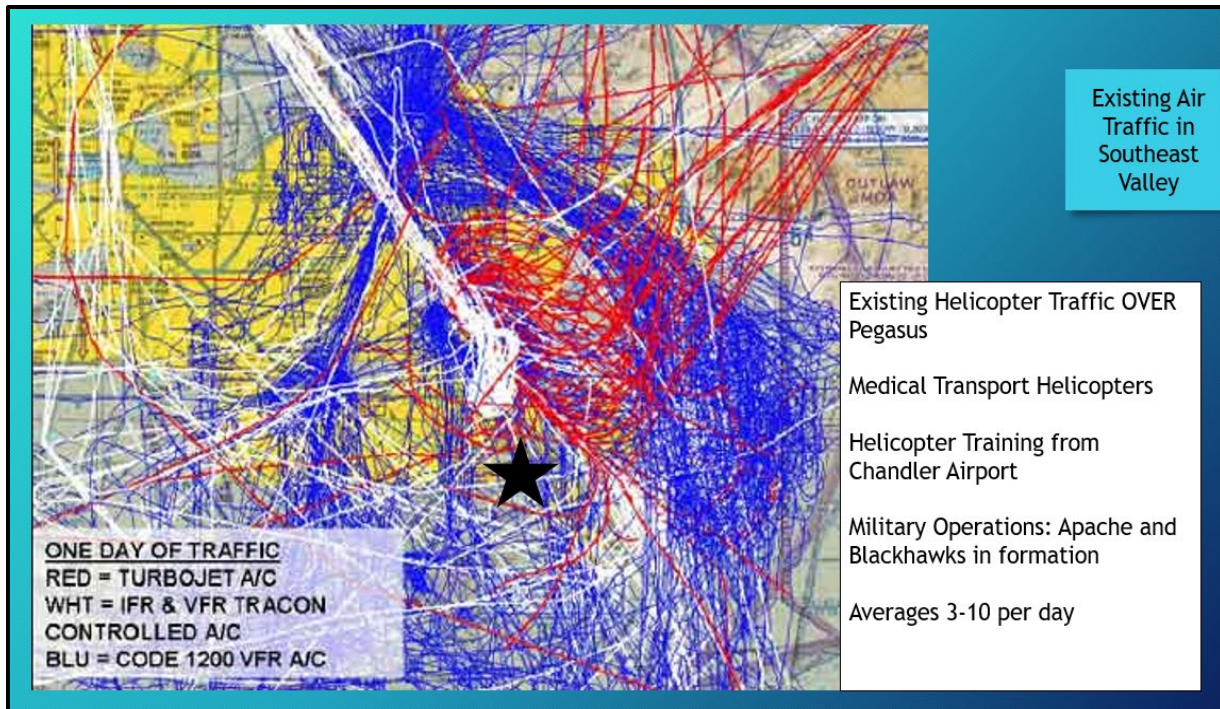 Existing Air
Traffic in
Southeast
Valley
OUTLAW
MOA
Existing Helicopter Traffic OVER
Pegasus
Medical Transport Helicopters
Helicopter Training from
Chandler Airport
Military Operations: Apache and
Blackhawks in formation
Averages 3-10 per day
ONE DAY OF TRAFFIC
RED = TURBOJET A/C
WHT = IFR & VFR TRACON
CONTROLLED A/C
BLU = CODE 1200 VFR A/C